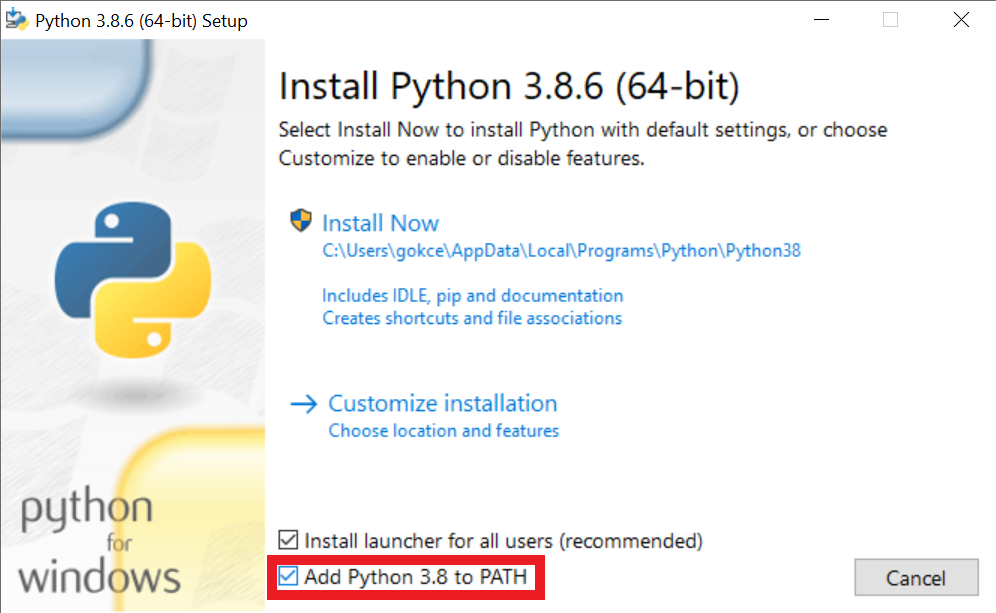 Python 3.8.6 (64-bit) Setup
Install Python 3.8.6 (64-bit)
Select Install Now to install Python with default settings, or choose
Customize to enable or disable features.
Install Now
C:\Users\gokce\AppData\Local\Programs\Python\Python38
Includes IDLE, pip and documentation
Creates shortcuts and file associations
Customize installation
Choose location and features
python
for
windows
Install launcher for all users (recommended)
Add Python 3.8 to PATH
Cancel